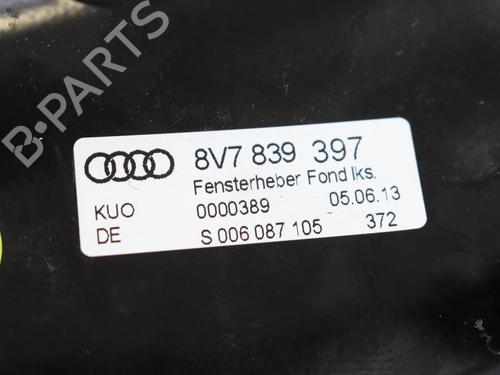 B-PARTS
8V7 839 397
Fensterheber Fond lks.
KUO 0000389 05.06.13
DE S 006 087 105 372